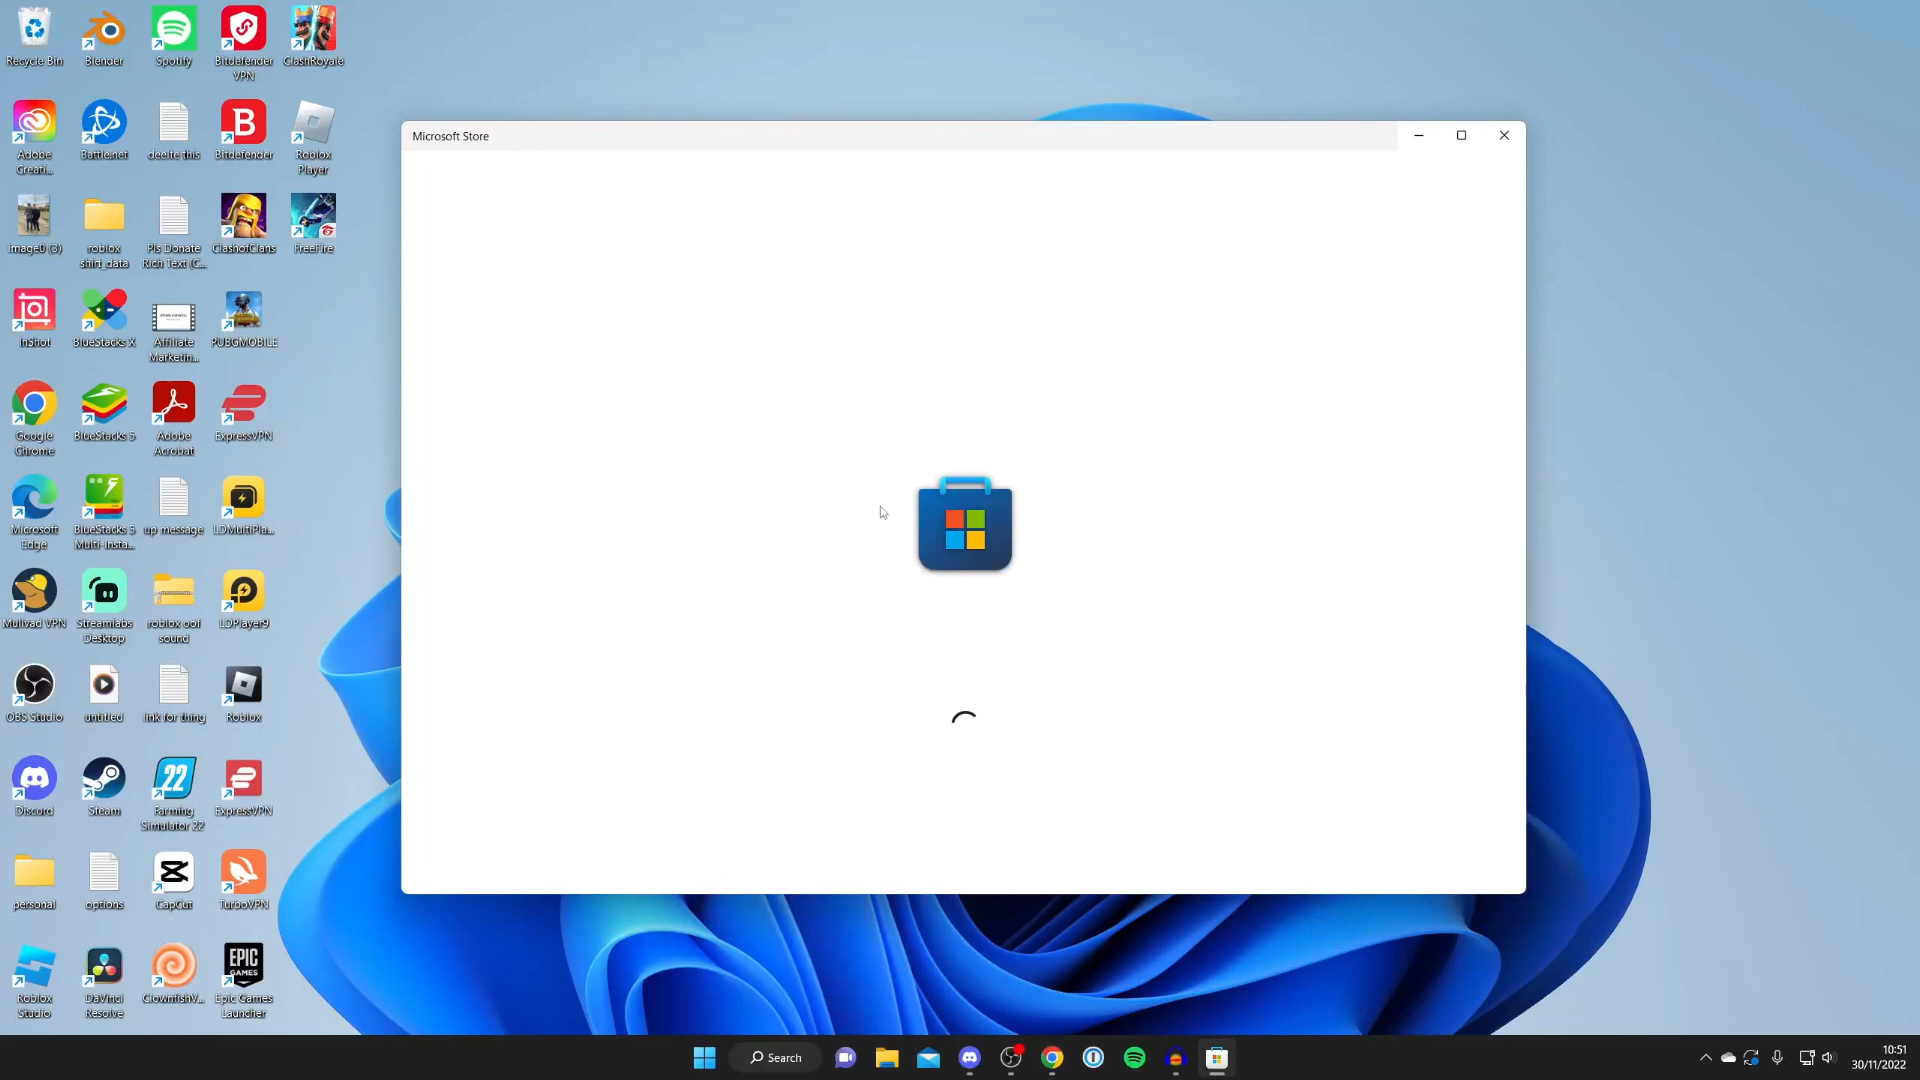 Recycle Bin
Blender
Spotify
Bitdefender
VPN
ClashRoyale
Adobe
Creati...
Battle.net
deelte this
Bitdefender
Roblox
Player
image0 (3)
roblox
shirt_data
Pls Donate
Rich Text (C...
ClashofClans
FreeFire
InShot
BlueStacks X
Affiliate
Marketin...
PUBGMOBILE
Google
Chrome
BlueStacks 5
Adobe
Acrobat
ExpressVPN
Microsoft
Edge
BlueStacks 5
Multi-Insta...
up message
LDMultiPla...
Mullvad VPN
Streamlabs
Desktop
roblox oof
sound
LDPlayer9
OBS Studio
untitled
link for thing
Roblox
Discord
Steam
22
Farming
Simulator 22
ExpressVPN
personal
options
CapCut
TurboVPN
Roblox
Studio
DaVinci
Resolve
ClownfishV...
EPIC
GAMES
Epic Games
Launcher
Microsoft Store
Search
10:51
30/11/2022